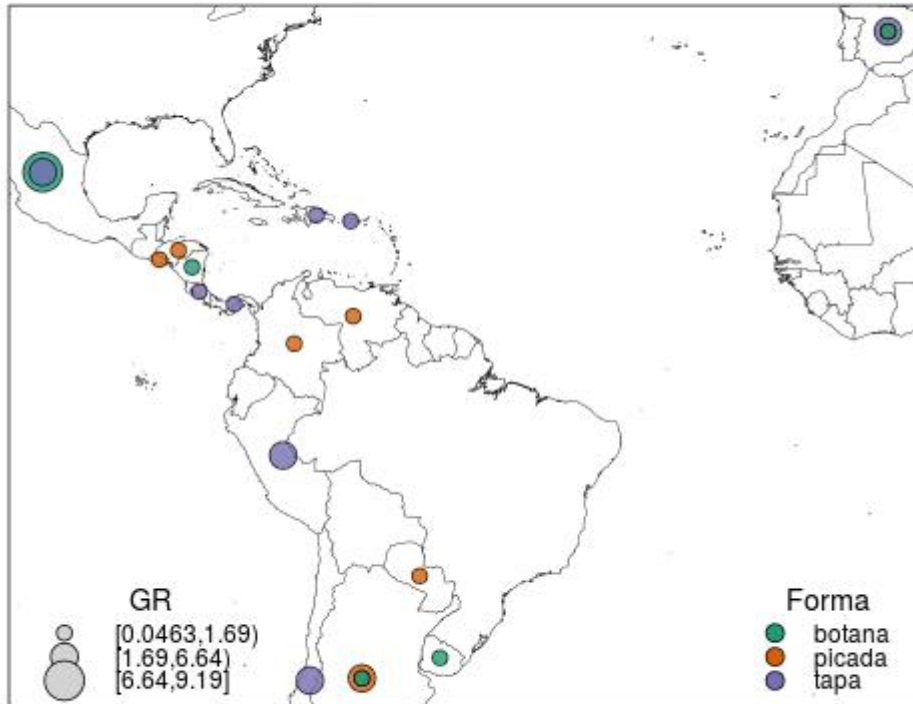 GR
[0.0463,1.69)
[1.69,6.64)
[6.64,9.19]
Forma
botana
picada
tapa